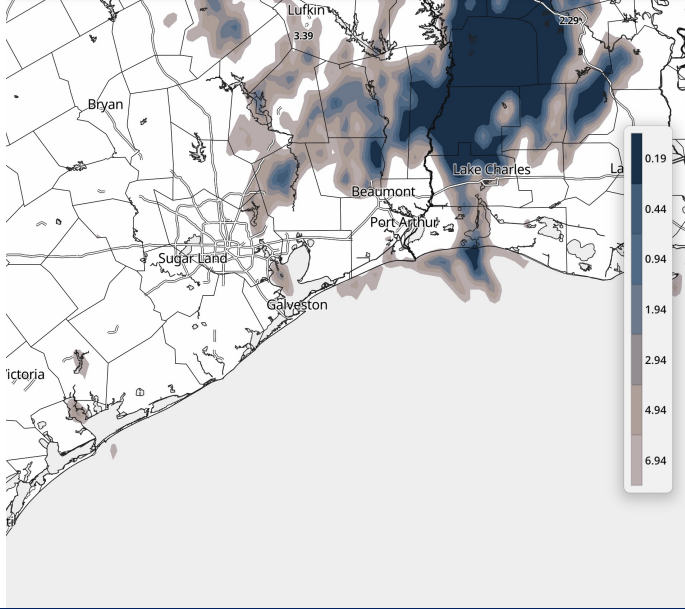 Lufkin
2.29
3.39
Bryan
0.19
Lake Charles
La
Beaumont
0.44
Port Arthur
Sugar Land
0.94
Galveston
1.94
2.94
ictoria
4.94
6.94
ti